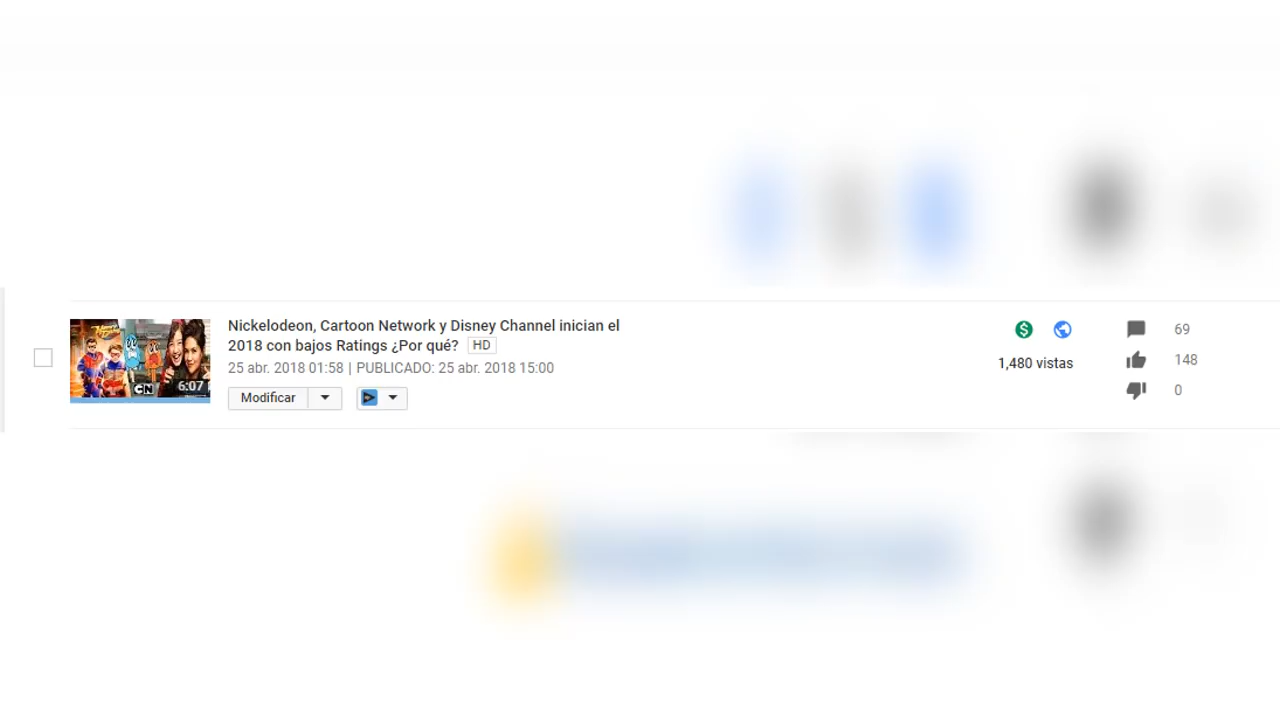 Nickelodeon, Cartoon Network y Disney Channel inician el
2018 con bajos Ratings ¿Por qué? HD
25 abr. 2018 01:58 | PUBLICADO: 25 abr. 2018 15:00
Modificar
6:07
CN
1,480 vistas
69
148
0